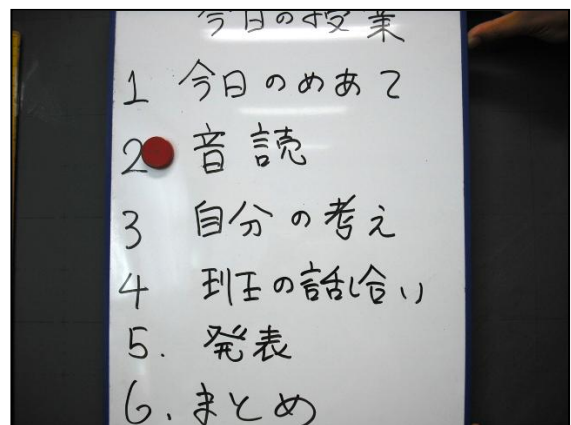 今日の授業
1 今日のめあて
2 音読
3 自分の考え
4 班の話し合い
5. 発表
6. まとめ